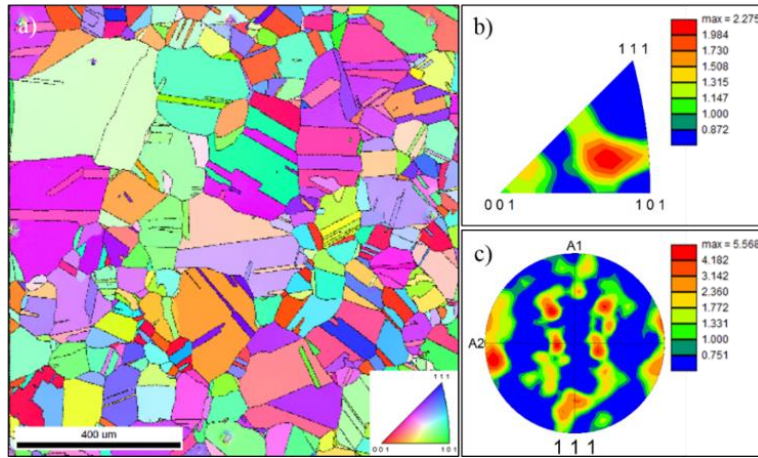 a)
400 um
1 1 1
0 0 1
1 0 1
b)
1 1 1
0 0 1
1 0 1
max = 2.275
1.984
1.730
1.508
1.315
1.147
1.000
0.872
c)
A1
A2
1 1 1
max = 5.568
4.182
3.142
2.360
1.772
1.331
1.000
0.751